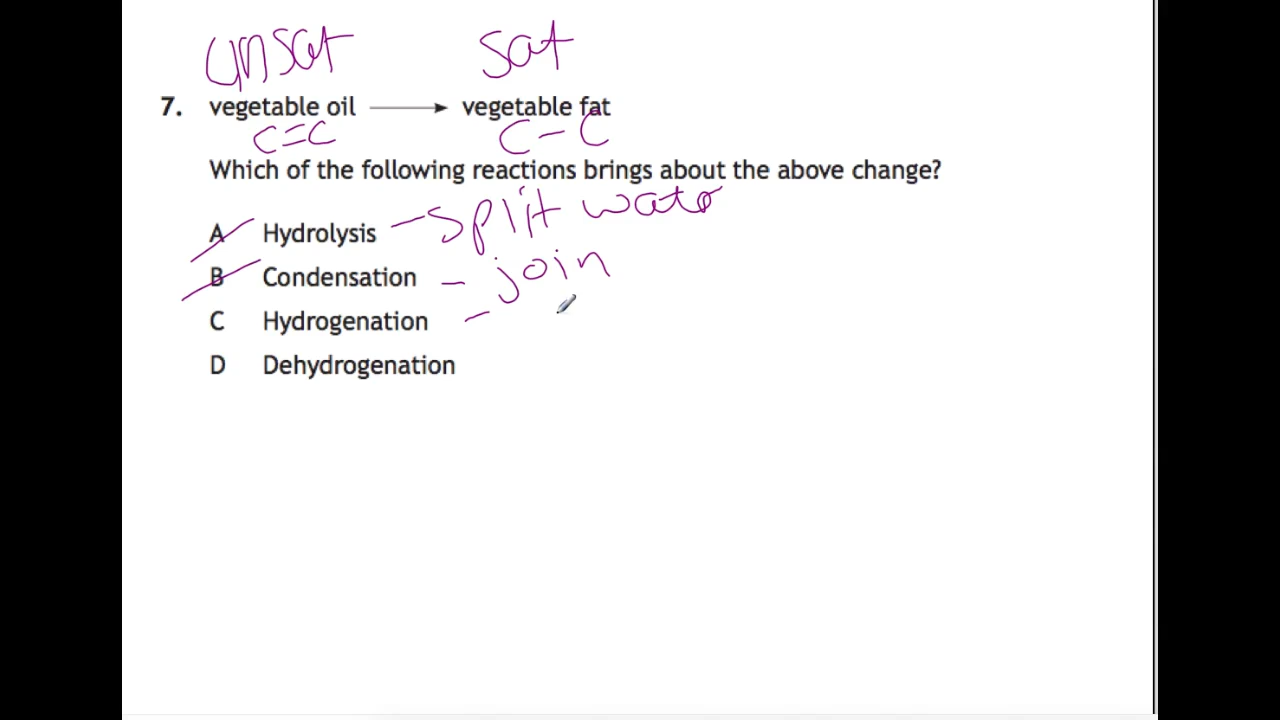 unsat sat
7. vegetable oil → vegetable fat
C=C C-C
Which of the following reactions brings about the above change?
A Hydrolysis - split water
B Condensation - join
C Hydrogenation -
D Dehydrogenation